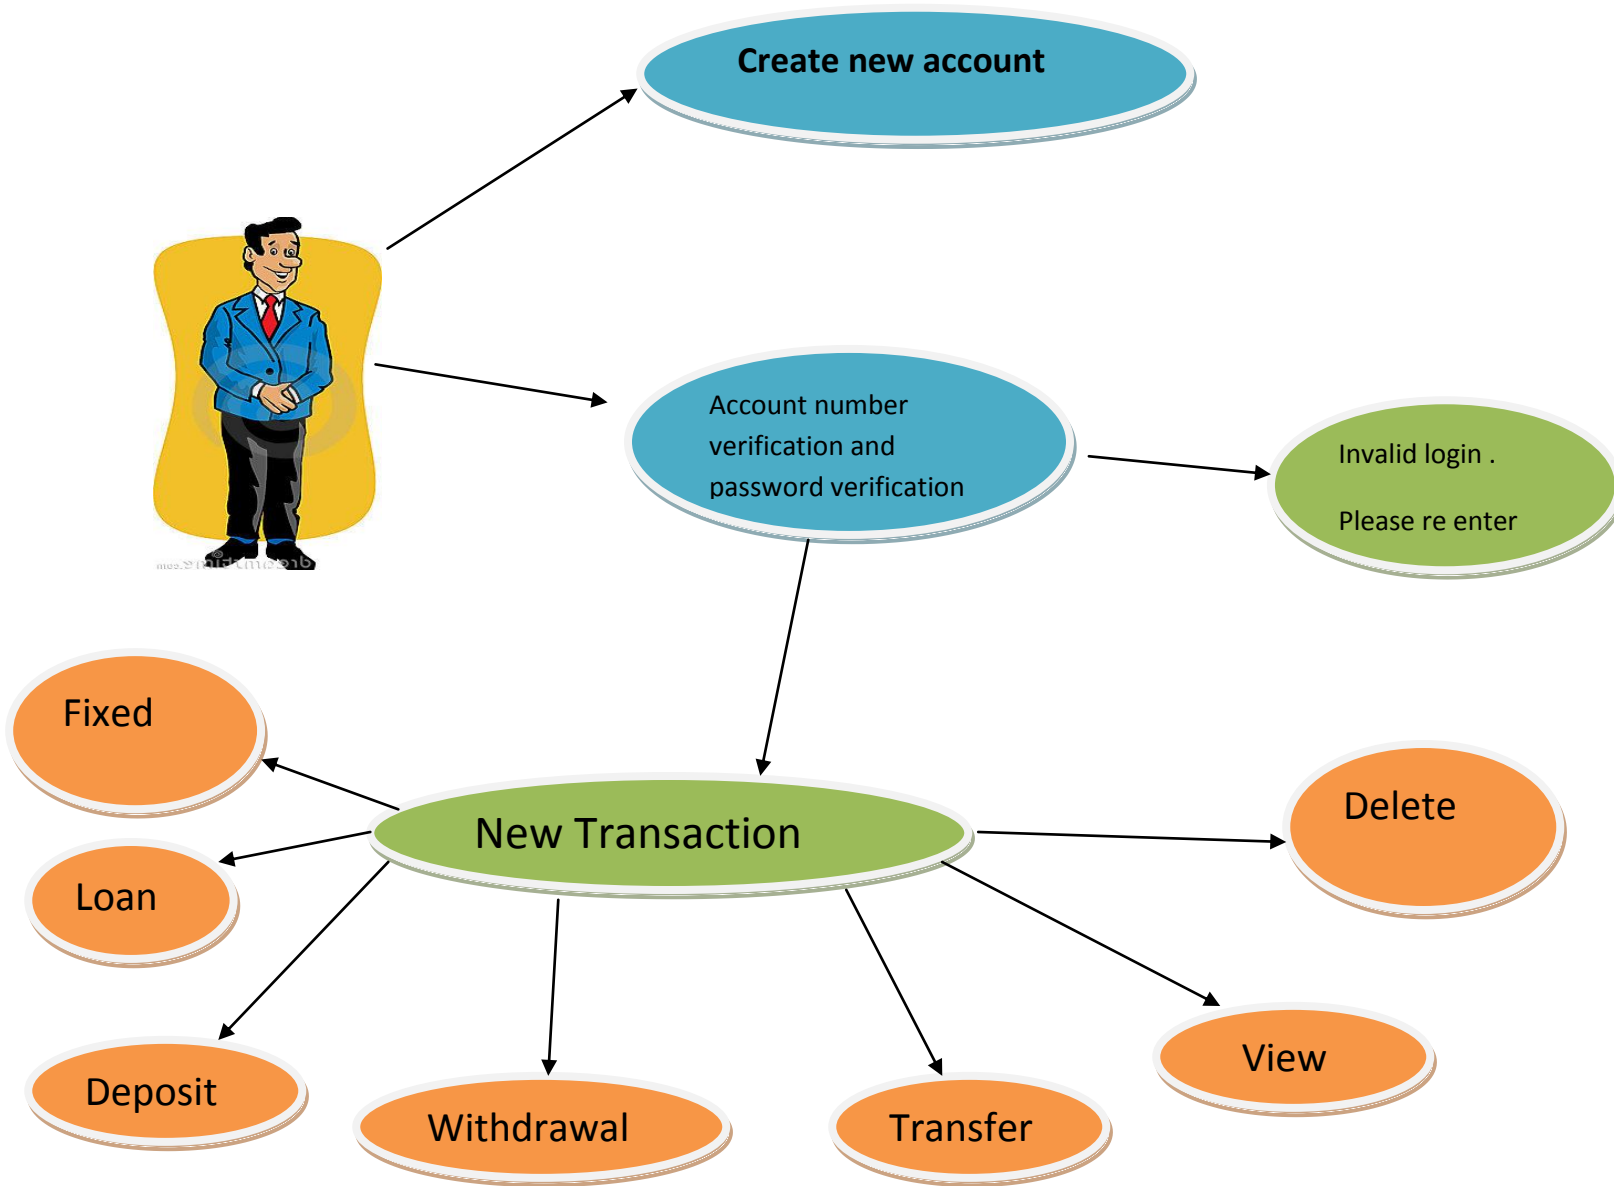 Create new account
Account number
verification and
password verification
Invalid login .
Please re enter
Fixed
New Transaction
Delete
Loan
View
Deposit
Withdrawal
Transfer